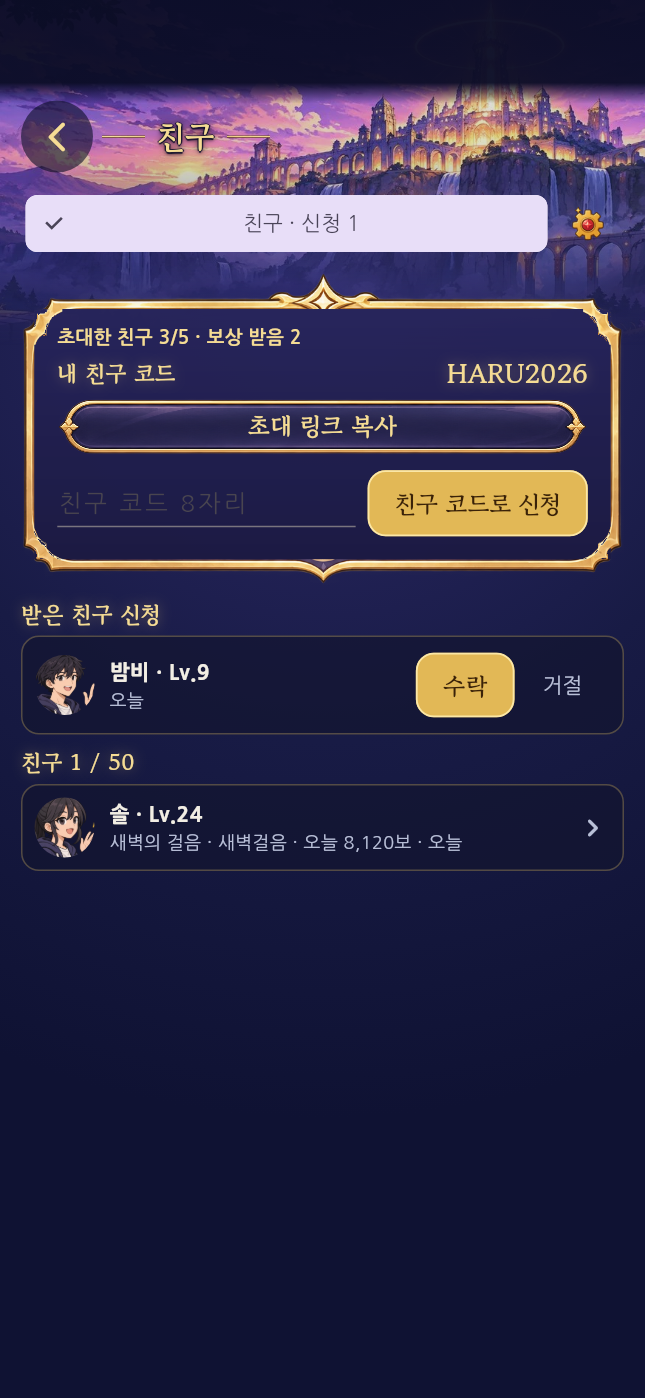 친구
친구 · 신청 1
초대한 친구 3/5 · 보상 받음 2
내 친구 코드 HARU2026
초대 링크 복사
친구 코드 8자리 친구 코드로 신청
받은 친구 신청
밤비 · Lv.9
오늘
수락 거절
친구 1 / 50
솔 · Lv.24
새벽의 걸음 · 새벽걸음 · 오늘 8,120보 · 오늘